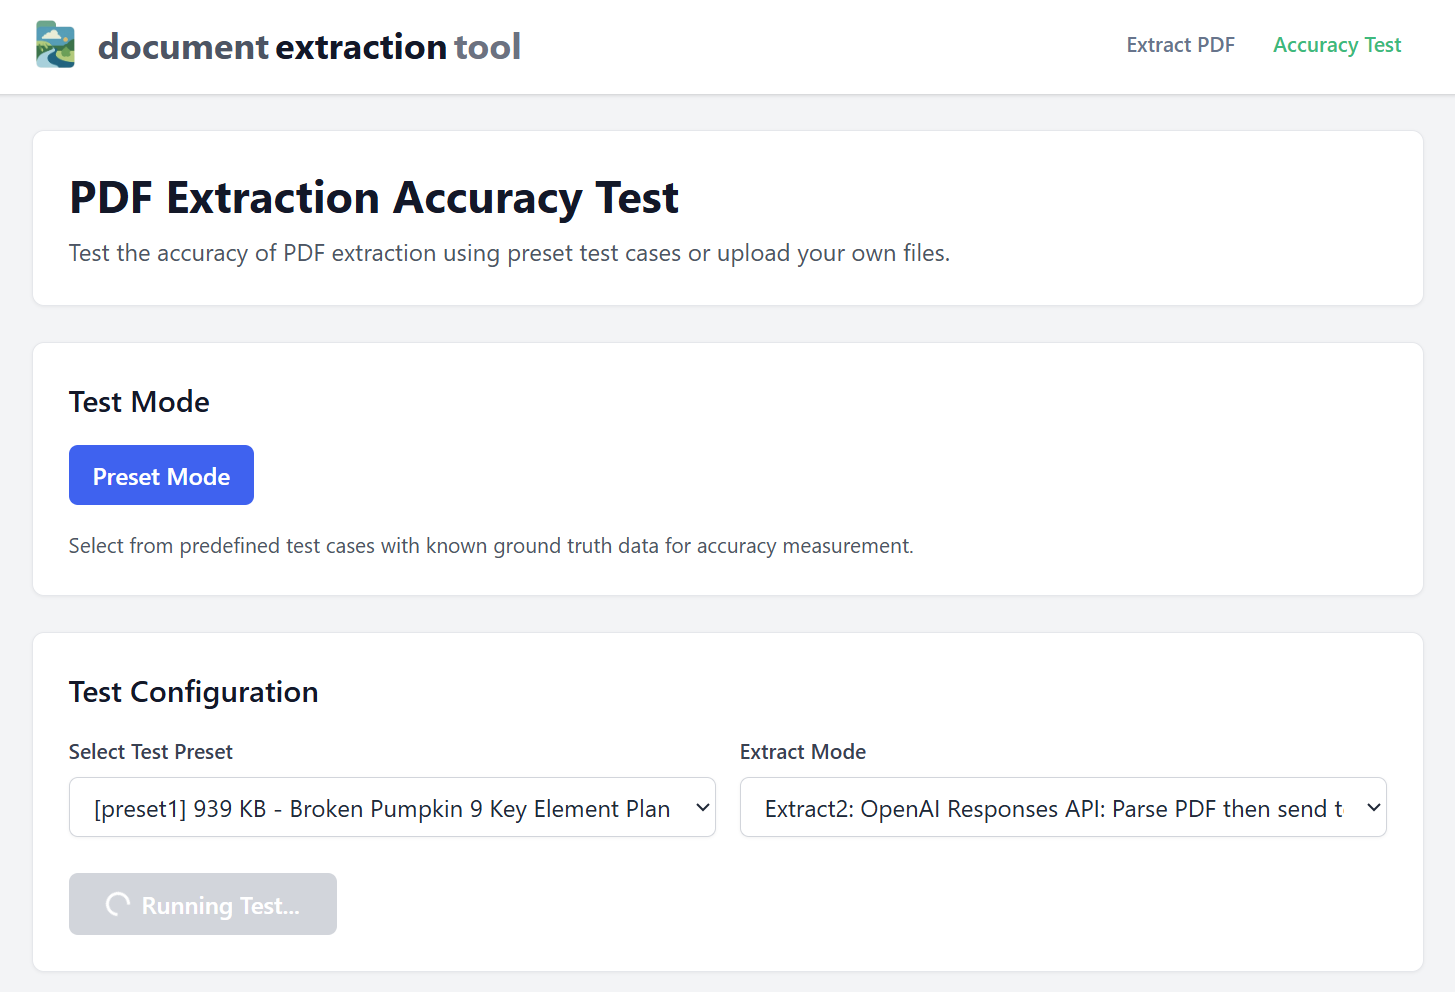 document extraction tool
Extract PDF
Accuracy Test
PDF Extraction Accuracy Test
Test the accuracy of PDF extraction using preset test cases or upload your own files.
Test Mode
Preset Mode
Select from predefined test cases with known ground truth data for accuracy measurement.
Test Configuration
Select Test Preset
Extract Mode
[preset1] 939 KB - Broken Pumpkin 9 Key Element Plan
Extract2: OpenAI Responses API: Parse PDF then send t
Running Test...